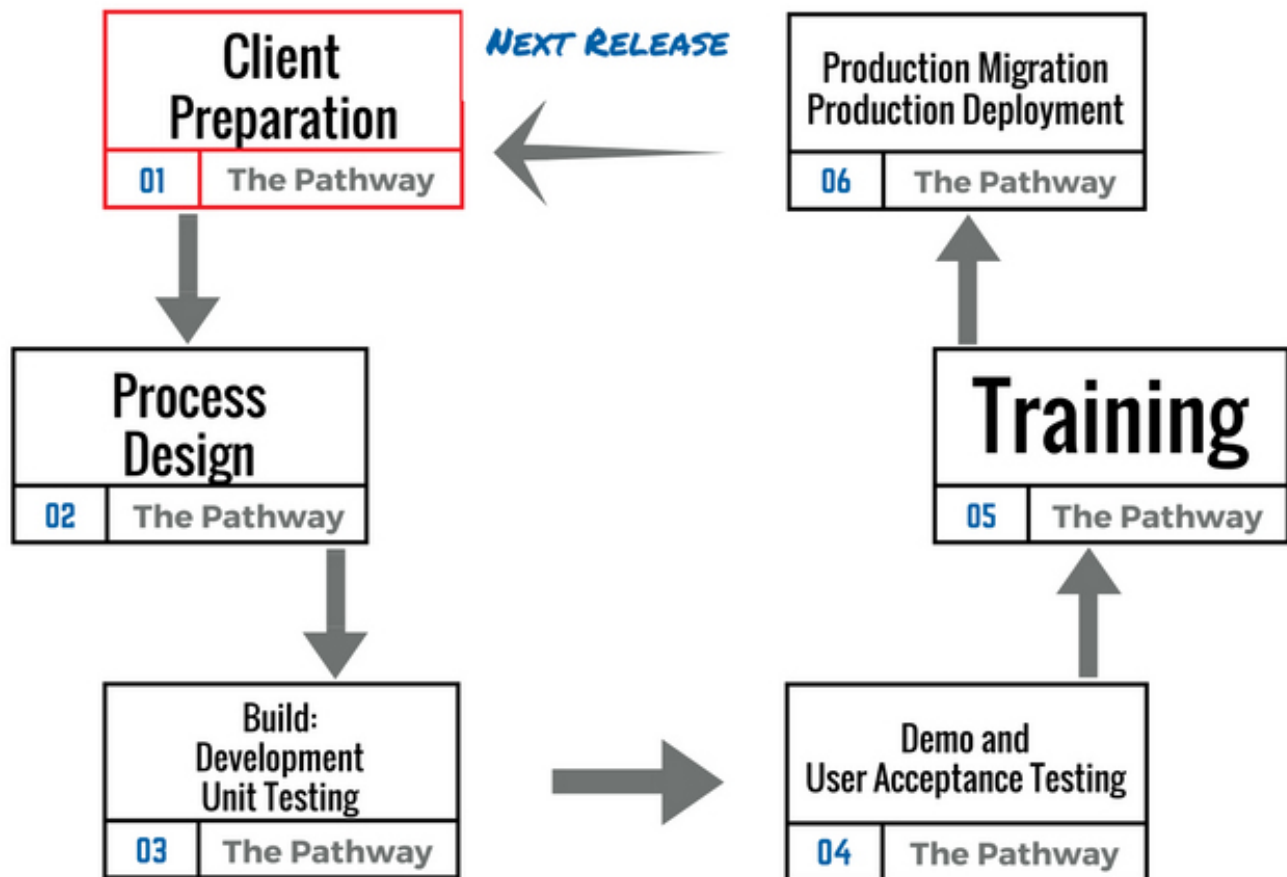 Client
Preparation
01 The Pathway
NEXT RELEASE
Production Migration
Production Deployment
06 The Pathway
Process
Design
02 The Pathway
Training
05 The Pathway
Build:
Development
Unit Testing
03 The Pathway
Demo and
User Acceptance Testing
04 The Pathway